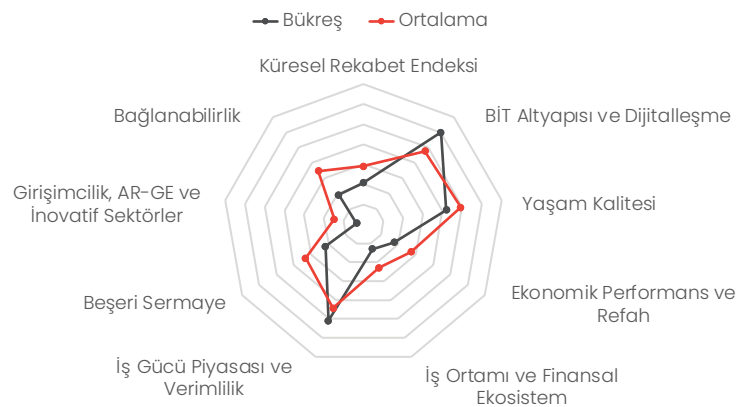 Bükreş
Ortalama
Küresel Rekabet Endeksi
BİT Altyapısı ve Dijitalleşme
Yaşam Kalitesi
Ekonomik Performans ve
Refah
İş Ortamı ve Finansal
Ekosistem
İş Gücü Piyasası ve
Verimlilik
Beşeri Sermaye
Girişimcilik, AR-GE ve
İnovatif Sektörler
Bağlanabilirlik